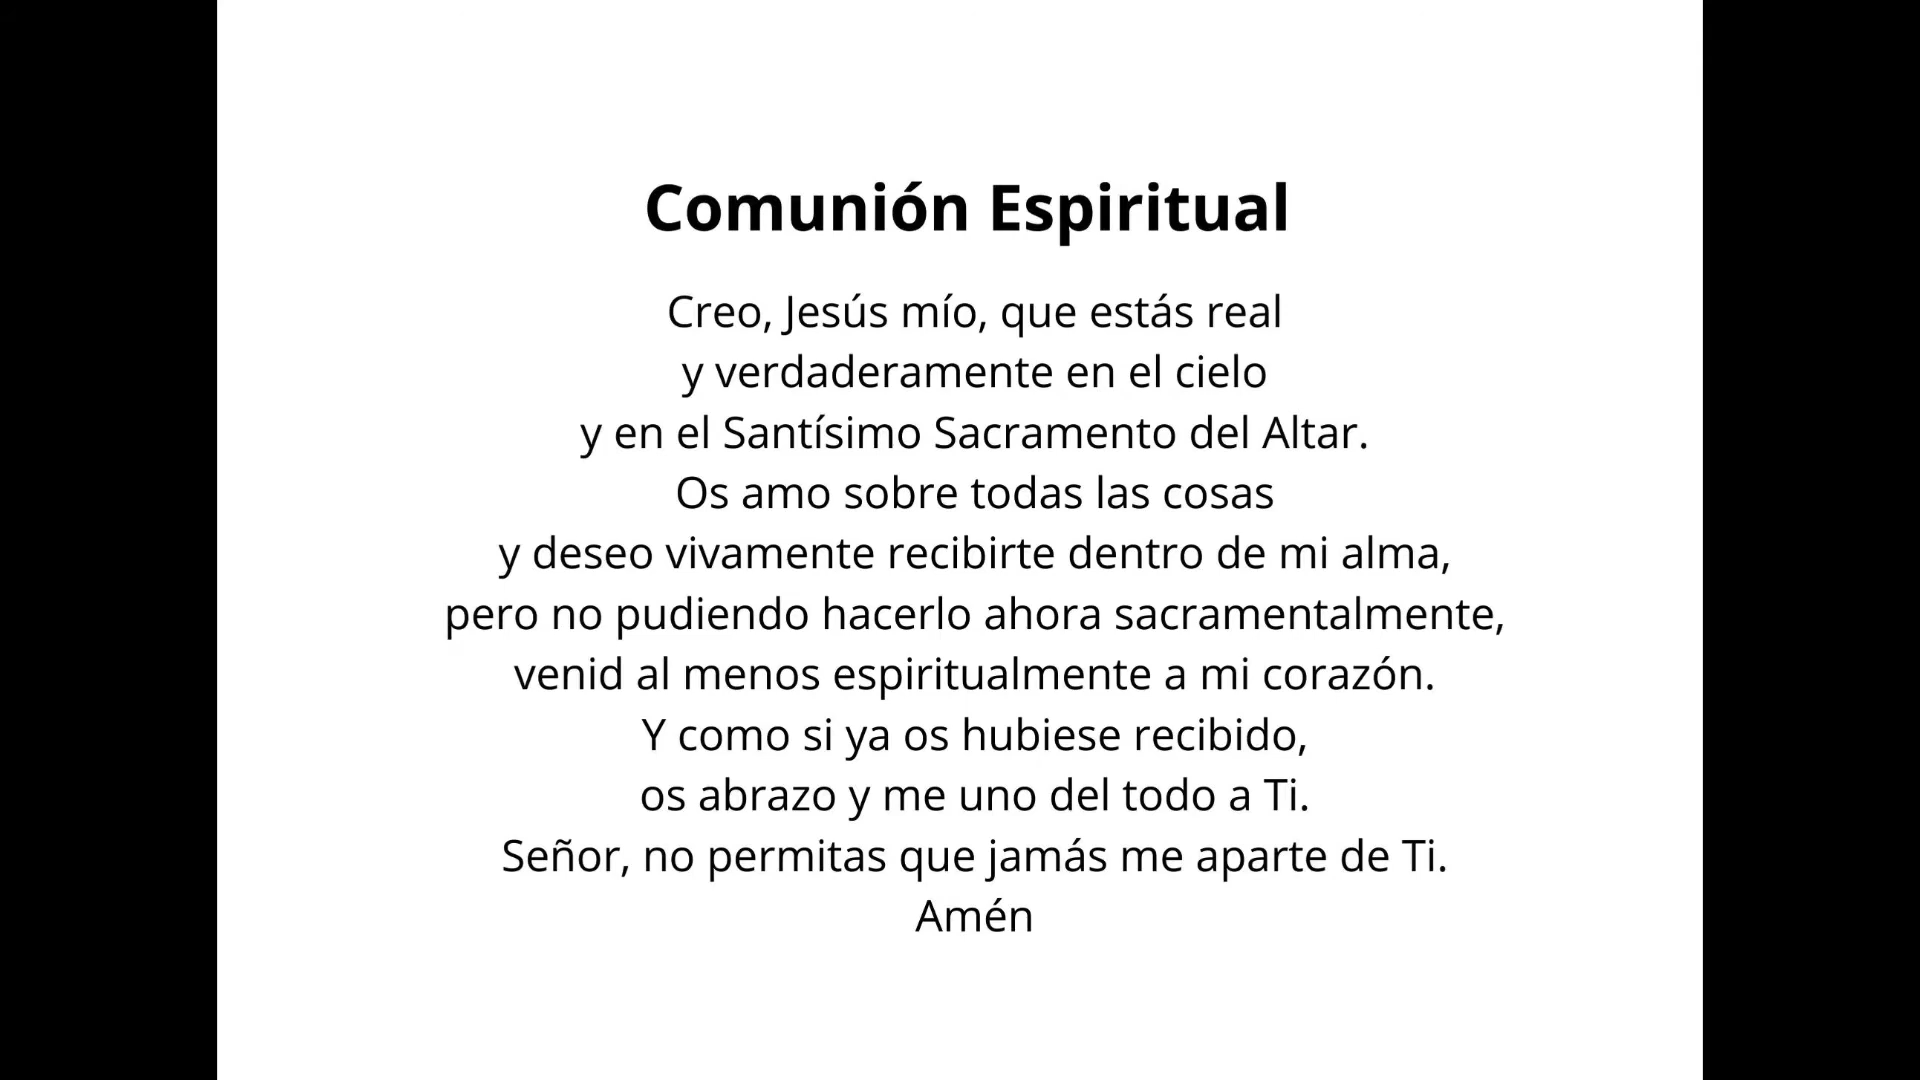 Comunión Espiritual
Creo, Jesús mío, que estás real
y verdaderamente en el cielo
y en el Santísimo Sacramento del Altar.
Os amo sobre todas las cosas
y deseo vivamente recibirte dentro de mi alma,
pero no pudiendo hacerlo ahora sacramentalmente,
venid al menos espiritualmente a mi corazón.
Y como si ya os hubiese recibido,
os abrazo y me uno del todo a Ti.
Señor, no permitas que jamás me aparte de Ti.
Amén